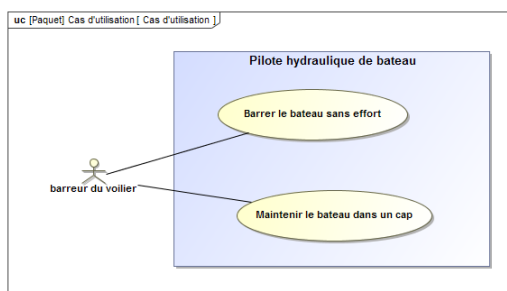 uc [Paquet] Cas d'utilisation [ Cas d'utilisation ]
Pilote hydraulique de bateau
Barrer le bateau sans effort
barreur du voilier
Maintenir le bateau dans un cap